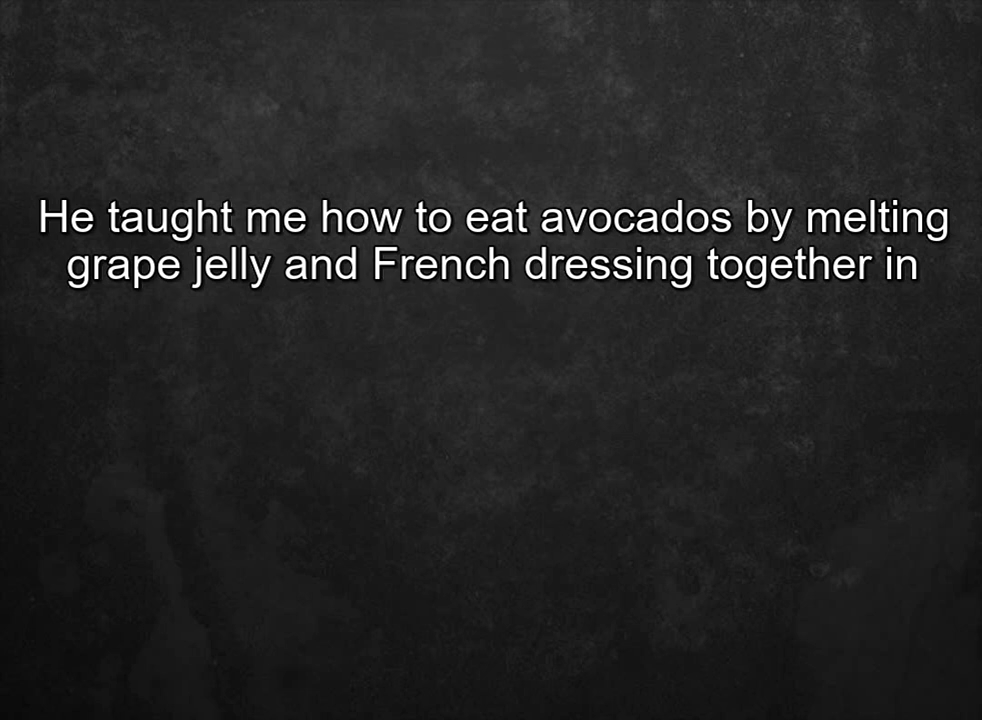 He taught me how to eat avocados by melting
grape jelly and French dressing together in